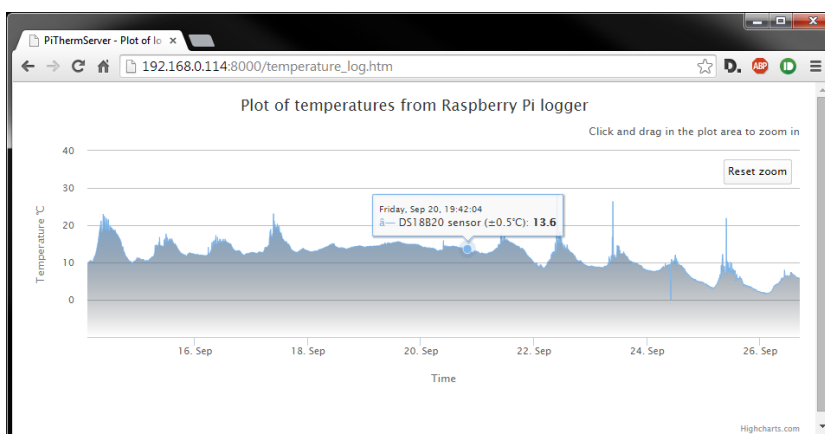 PiThermServer - Plot of lo
192.168.0.114:8000/temperature_log.htm
D.
ABP
Plot of temperatures from Raspberry Pi logger
Click and drag in the plot area to zoom in
Reset zoom
40
30
20
10
0
Temperature °C
Friday, Sep 20, 19:42:04
â— DS18B20 sensor (±0.5°C): 13.6
16. Sep
18. Sep
20. Sep
22. Sep
24. Sep
26. Sep
Time
Highcharts.com